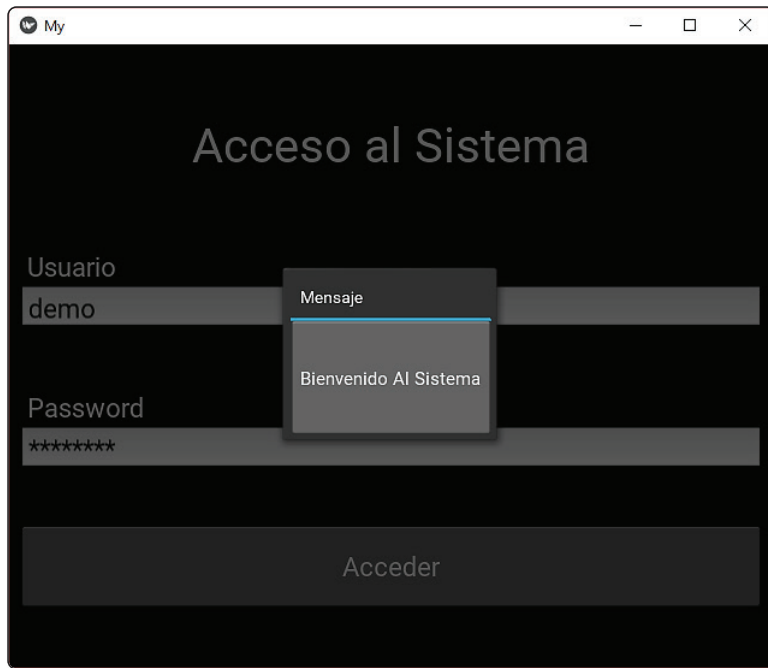 My
Acceso al Sistema
Usuario
demo
Mensaje
Bienvenido Al Sistema
Password
********
Acceder